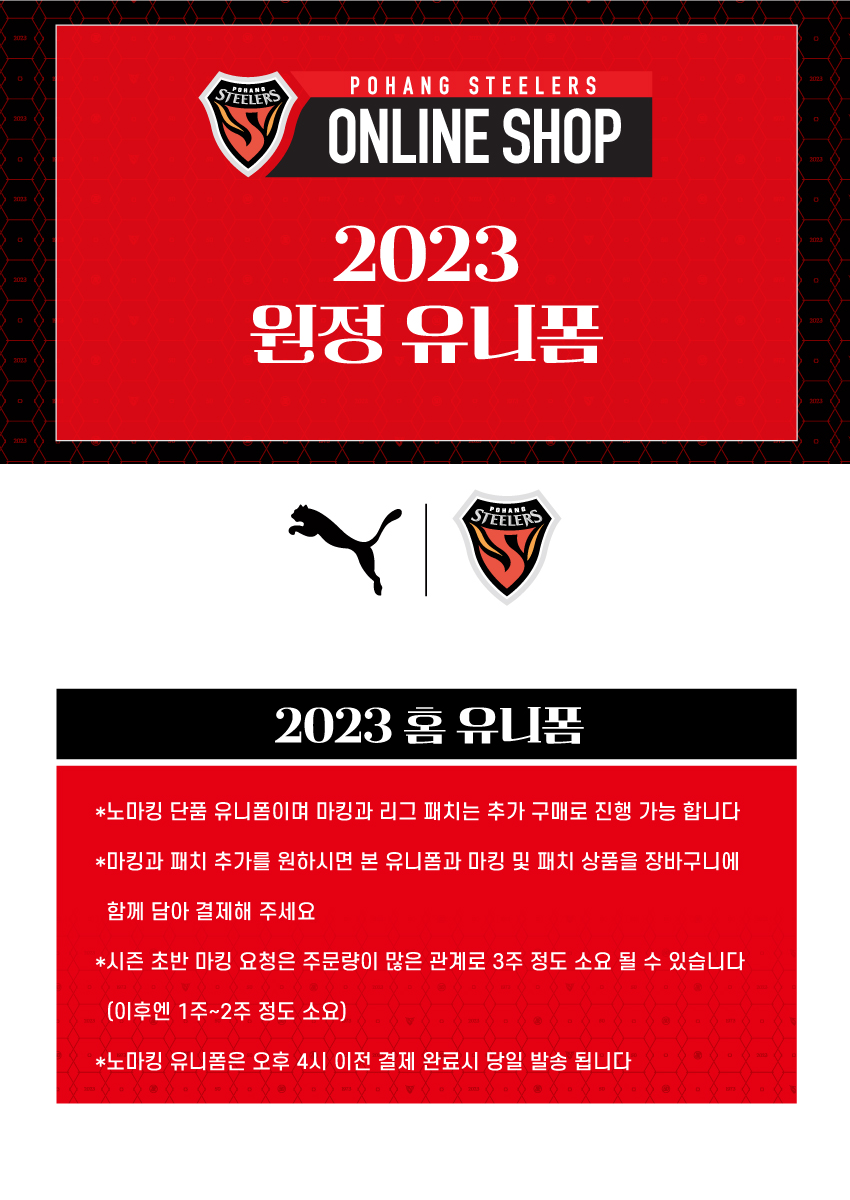 POHANG STEELERS
POHANG STEELERS
ONLINE SHOP
2023
원정 유니폼
POHANG STEELERS
2023 홈 유니폼
*노마킹 단품 유니폼이며 마킹과 리그 패치는 추가 구매로 진행 가능 합니다
*마킹과 패치 추가를 원하시면 본 유니폼과 마킹 및 패치 상품을 장바구니에
함께 담아 결제해 주세요
*시즌 초반 마킹 요청은 주문량이 많은 관계로 3주 정도 소요 될 수 있습니다
(이후엔 1주~2주 정도 소요)
*노마킹 유니폼은 오후 4시 이전 결제 완료시 당일 발송 됩니다